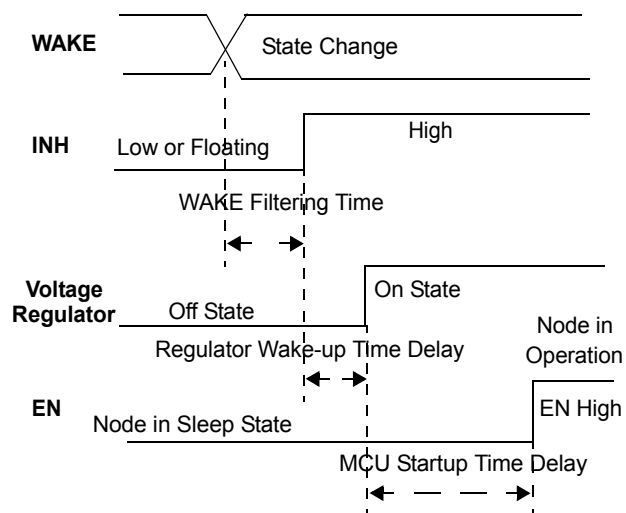 WAKE
State Change
INH
Low or Floating
High
WAKE Filtering Time
Voltage
Regulator
Off State
On State
Regulator Wake-up Time Delay
Node in
Operation
EN
Node in Sleep State
EN High
MCU Startup Time Delay